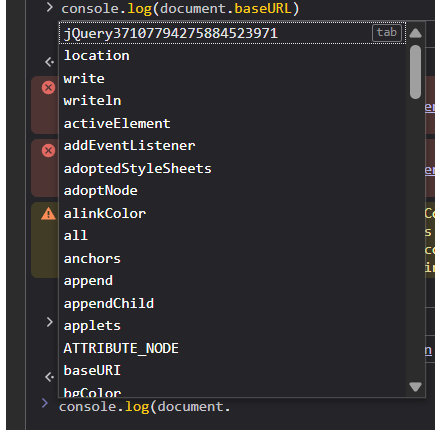 console.log(document.baseURL)
jQuery37107794275884523971 tab
location
write
writeln
activeElement
addEventListener
adoptedStyleSheets
adoptNode
alinkColor
all
anchors
append
appendChild
applets
ATTRIBUTE_NODE
baseURI
bgColor
console.log(document.